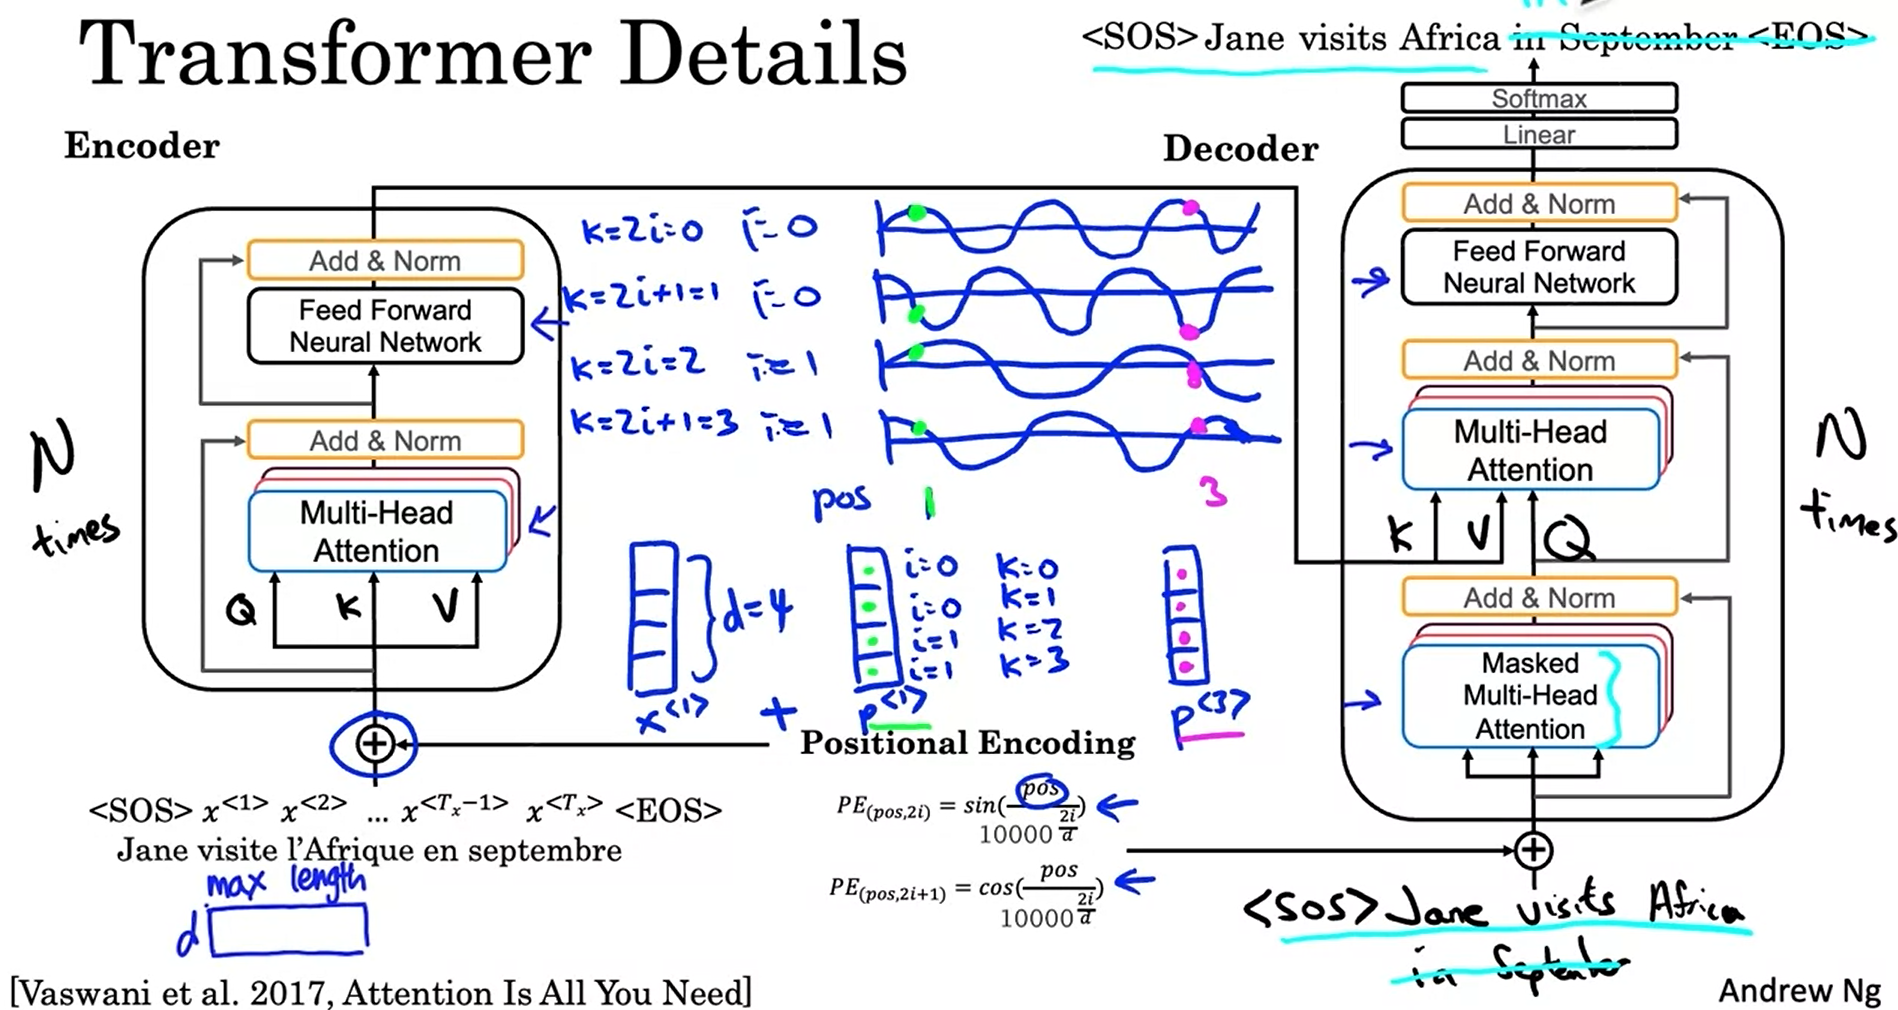 Transformer Details
<SOS> Jane visits Africa in September <EOS>
Softmax
Linear
Encoder
Decoder
Add & Norm
Feed Forward
Neural Network
Add & Norm
Multi-Head
Attention
Q K V
N
times
k=2i=0 i=0
k=2i+1=1 i=0
k=2i=2 i=1
k=2i+1=3 i=1
pos 1 3
d=4
i=0 k=0
i=0 k=1
i=1 k=2
i=1 k=3
x<1> + p<1> p<3>
Positional Encoding
PE(pos,2i) = sin(pos/10000^(2i/d))
PE(pos,2i+1) = cos(pos/10000^(2i/d))
<SOS> x<1> x<2> ... x<Tx−1> x<Tx> <EOS>
Jane visite l'Afrique en septembre
max length
d
Add & Norm
Feed Forward
Neural Network
Add & Norm
Multi-Head
Attention
K V Q
N
times
Add & Norm
Masked
Multi-Head
Attention
<SOS> Jane visits Africa
in September
[Vaswani et al. 2017, Attention Is All You Need]
Andrew Ng